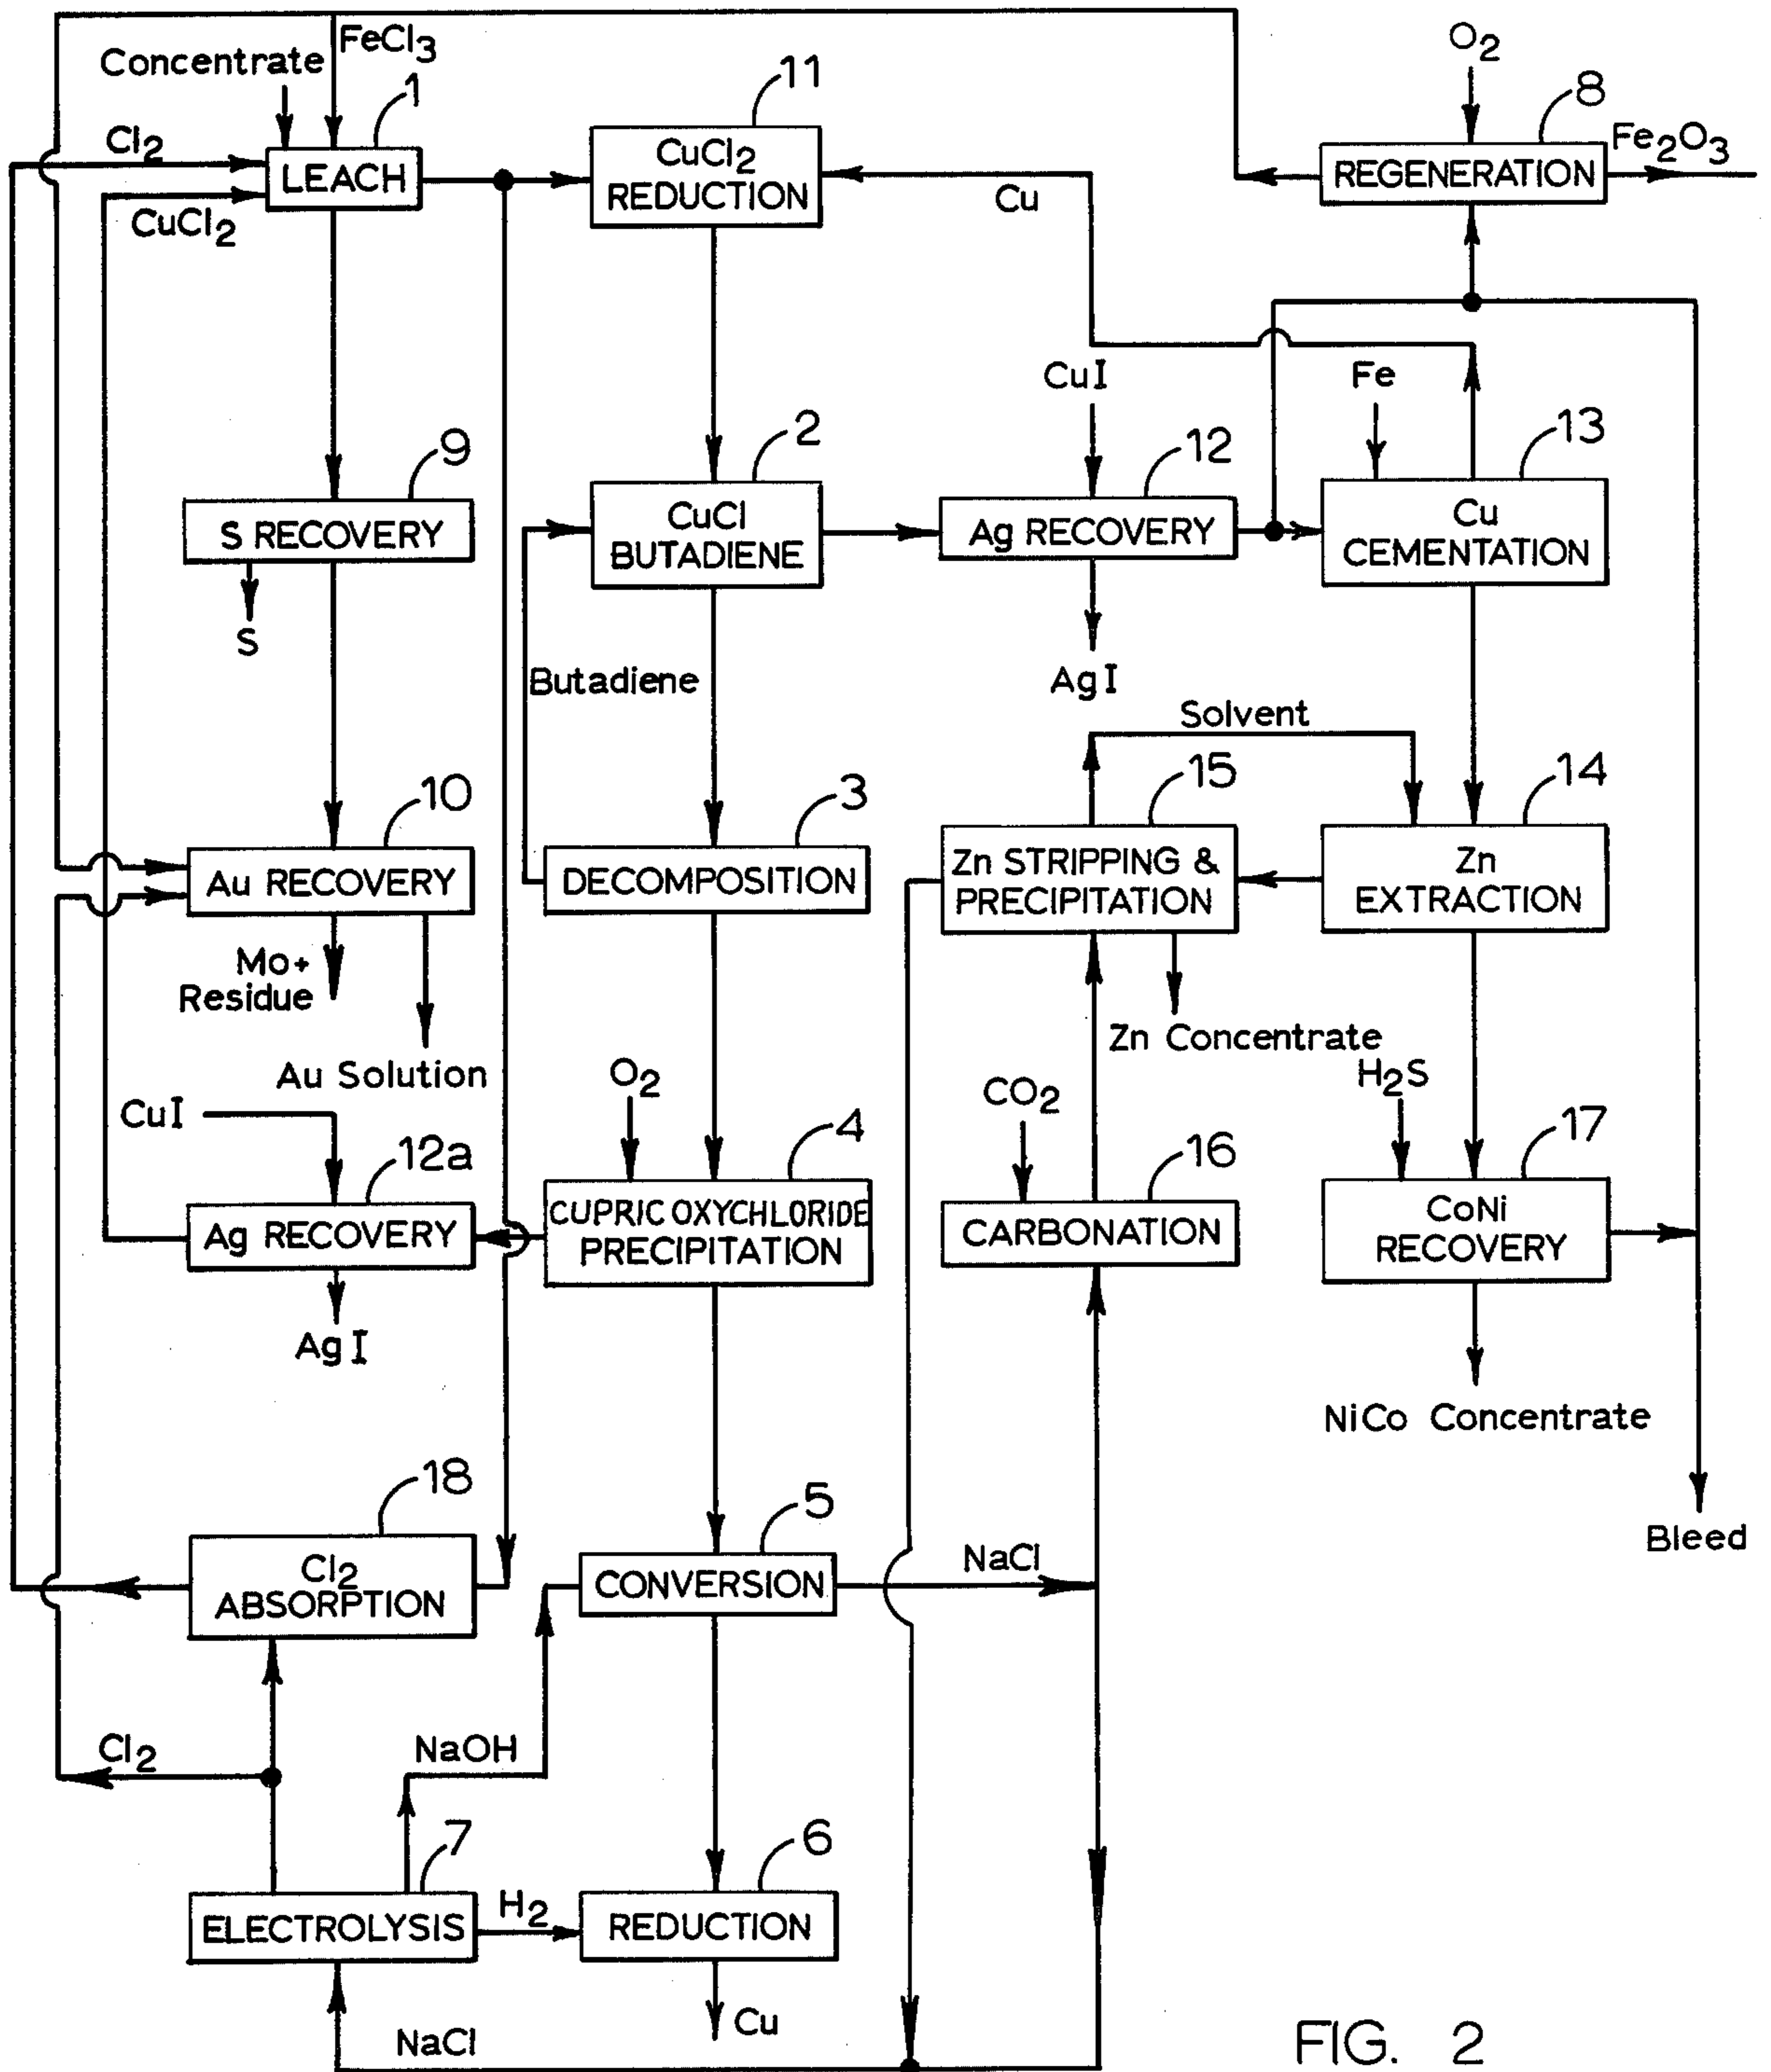 FeCl3
Concentrate
O2
11
1
8
Cl2
Fe2O3
LEACH
CuCl2
REDUCTION
REGENERATION
Cu
CuCl2
CuI
Fe
9
2
12
13
S RECOVERY
CuCl
BUTADIENE
Ag RECOVERY
Cu
CEMENTATION
S
Butadiene
AgI
Solvent
10
3
15
14
Au RECOVERY
DECOMPOSITION
Zn STRIPPING &
PRECIPITATION
Zn
EXTRACTION
Mo+
Residue
Au Solution
Zn Concentrate
O2
CO2
H2S
CuI
12a
4
16
17
Ag RECOVERY
CUPRIC OXYCHLORIDE
PRECIPITATION
CARBONATION
CoNi
RECOVERY
AgI
NiCo Concentrate
18
5
Bleed
Cl2
ABSORPTION
CONVERSION
NaCl
Cl2
NaOH
7
6
ELECTROLYSIS
H2
REDUCTION
NaCl
Cu
FIG. 2